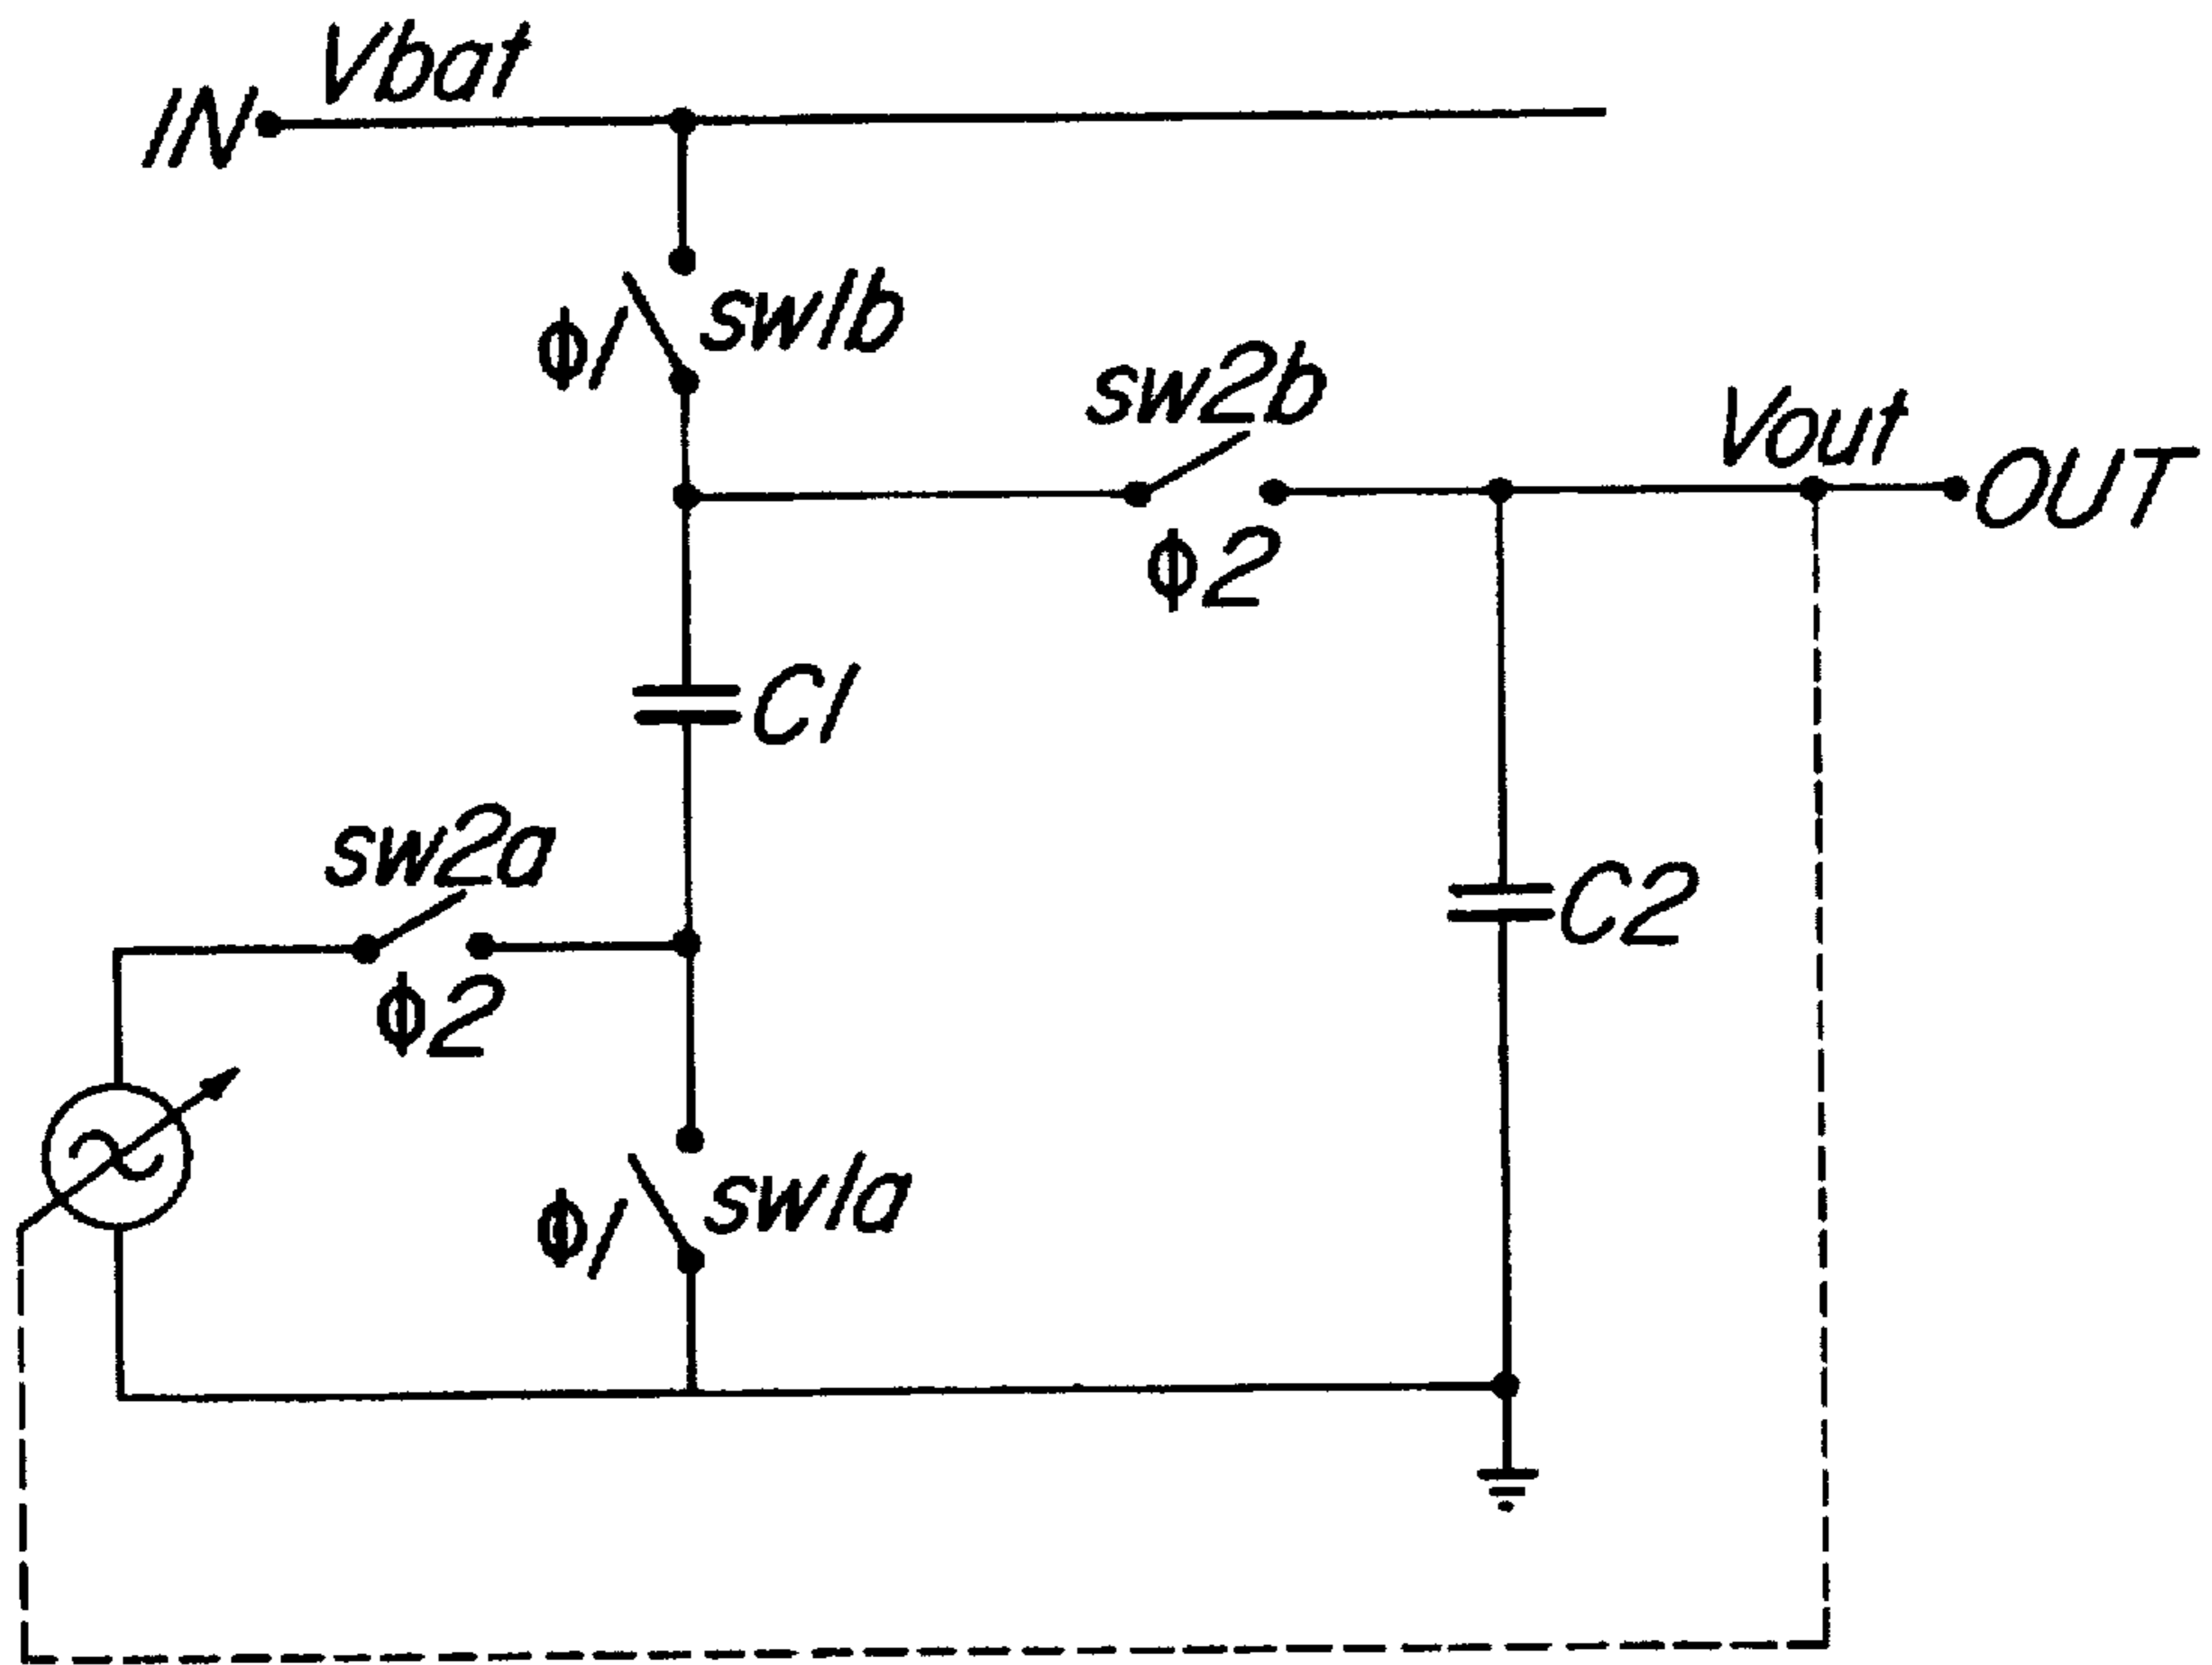 Vbat
IN
sw1b
ϕ1
sw2b
Vout
OUT
ϕ2
C1
sw2a
C2
ϕ2
sw1a
ϕ1